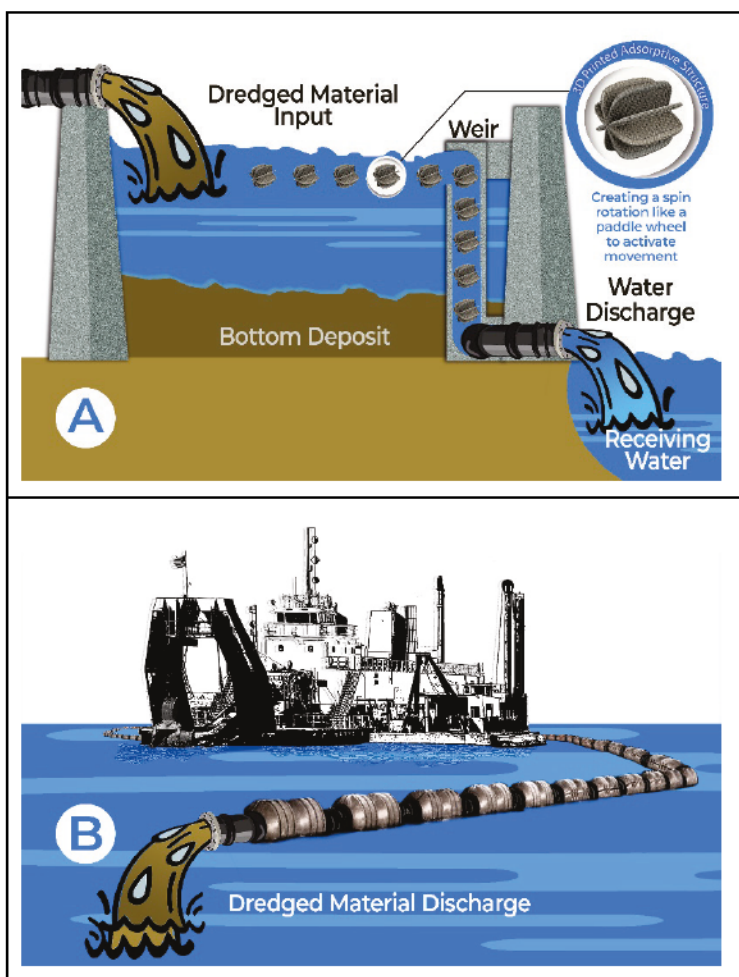 Dredged Material
Input
Weir
3D Printed Adsorptive Structure
Creating a spin
rotation like a
paddle wheel
to activate
movement
Water
Discharge
Bottom Deposit
A
Receiving
Water
B
Dredged Material Discharge